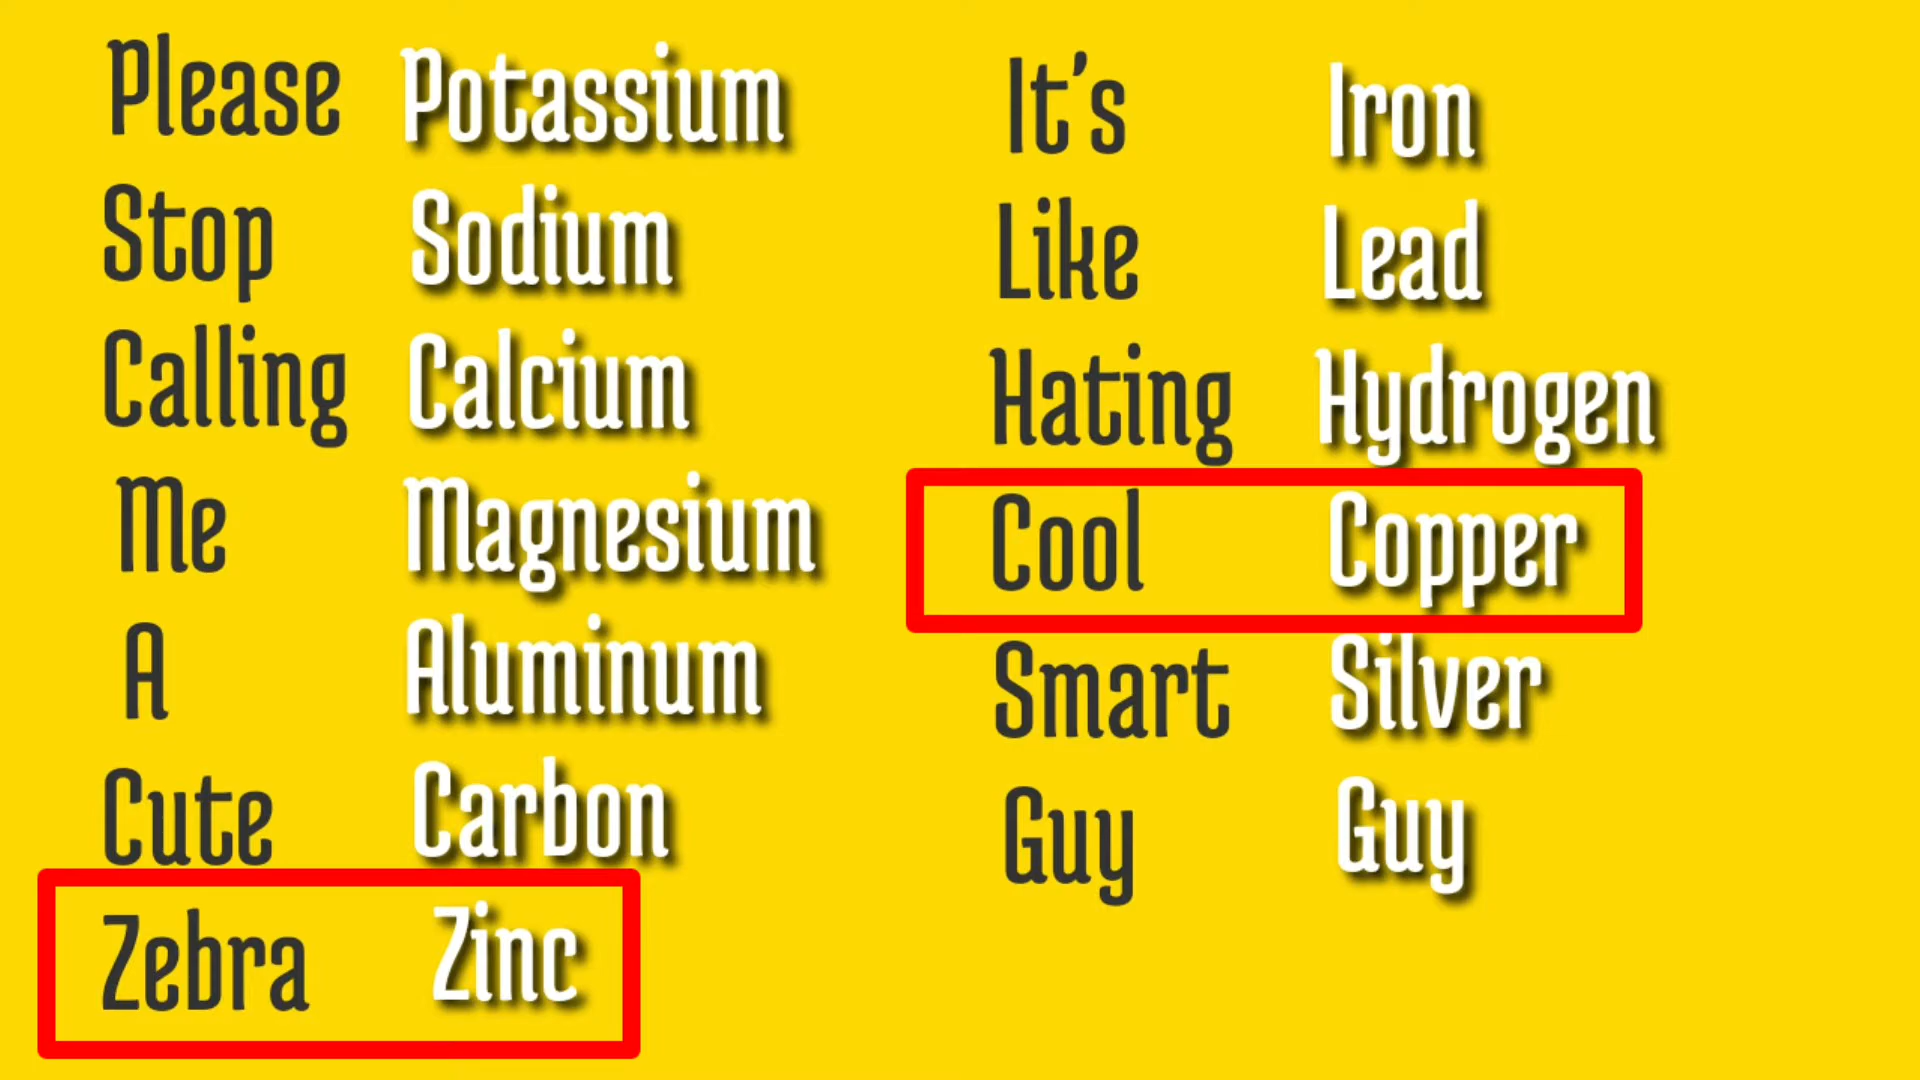 Please Potassium
Stop Sodium
Calling Calcium
Me Magnesium
A Aluminum
Cute Carbon
Zebra Zinc
It's Iron
Like Lead
Hating Hydrogen
Cool Copper
Smart Silver
Guy Guy